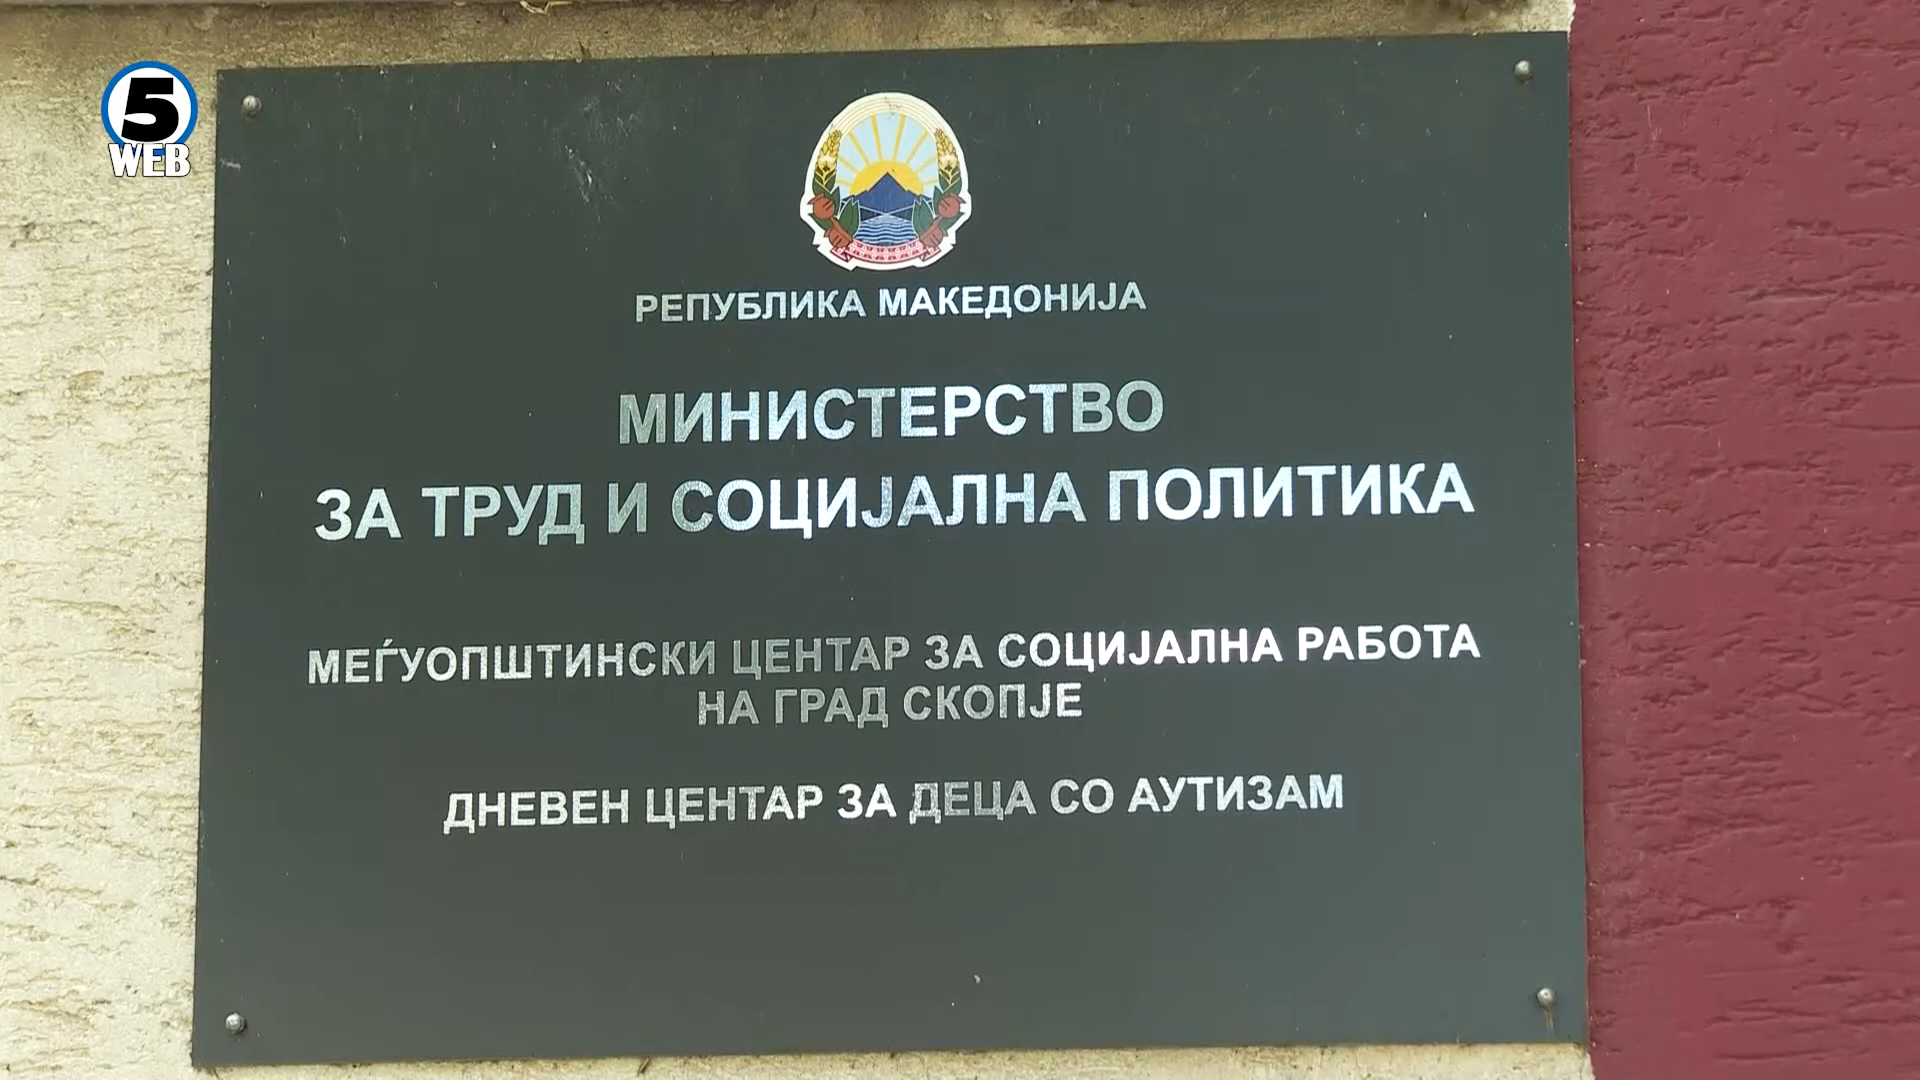 5
WEB
РЕПУБЛИКА МАКЕДОНИЈА
МИНИСТЕРСТВО
ЗА ТРУД И СОЦИЈАЛНА ПОЛИТИКА
МЕЃУОПШТИНСКИ ЦЕНТАР ЗА СОЦИЈАЛНА РАБОТА
НА ГРАД СКОПЈЕ
ДНЕВЕН ЦЕНТАР ЗА ДЕЦА СО АУТИЗАМ